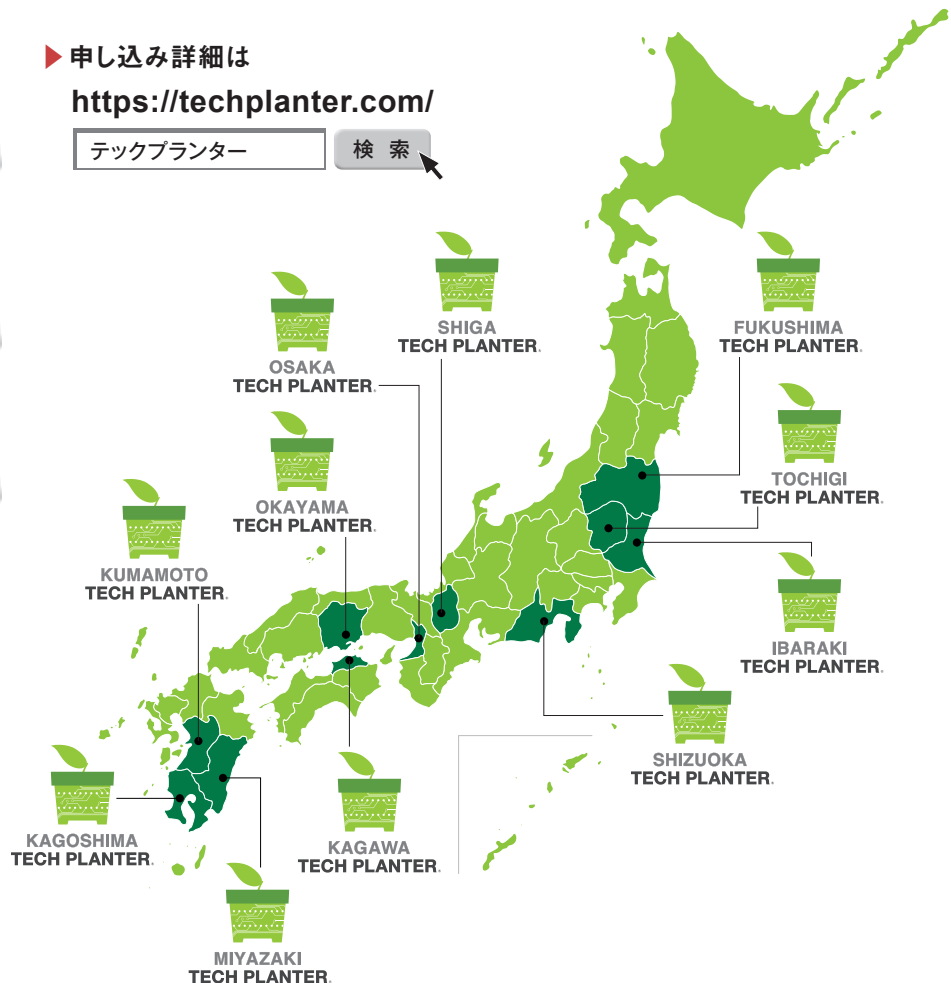 ▶ 申し込み詳細は
https://techplanter.com/
テックプランター
検 索
SHIGA
TECH PLANTER.
FUKUSHIMA
TECH PLANTER.
OSAKA
TECH PLANTER.
TOCHIGI
TECH PLANTER.
OKAYAMA
TECH PLANTER.
KUMAMOTO
TECH PLANTER.
IBARAKI
TECH PLANTER.
SHIZUOKA
TECH PLANTER.
KAGOSHIMA
TECH PLANTER.
KAGAWA
TECH PLANTER.
MIYAZAKI
TECH PLANTER.